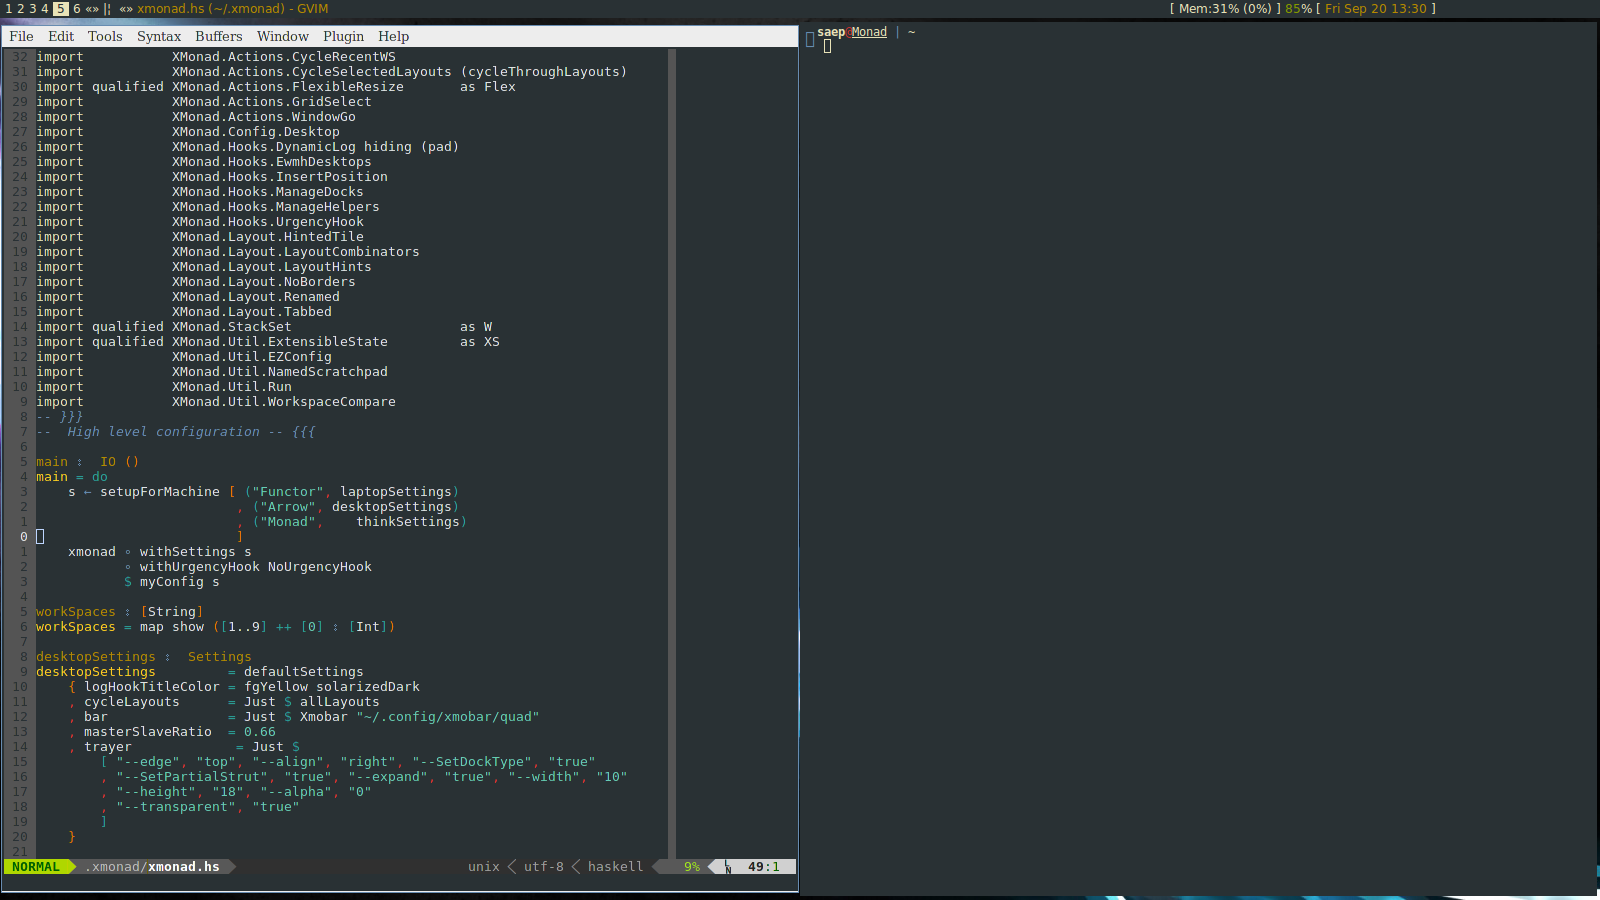 1 2 3 4 5 6 «» |¦ «» xmonad.hs (~/.xmonad) - GVIM [ Mem:31% (0%) ] 85% [ Fri Sep 20 13:30 ]
File Edit Tools Syntax Buffers Window Plugin Help
32 import XMonad.Actions.CycleRecentWS
31 import XMonad.Actions.CycleSelectedLayouts (cycleThroughLayouts)
30 import qualified XMonad.Actions.FlexibleResize as Flex
29 import XMonad.Actions.GridSelect
28 import XMonad.Actions.WindowGo
27 import XMonad.Config.Desktop
26 import XMonad.Hooks.DynamicLog hiding (pad)
25 import XMonad.Hooks.EwmhDesktops
24 import XMonad.Hooks.InsertPosition
23 import XMonad.Hooks.ManageDocks
22 import XMonad.Hooks.ManageHelpers
21 import XMonad.Hooks.UrgencyHook
20 import XMonad.Layout.HintedTile
19 import XMonad.Layout.LayoutCombinators
18 import XMonad.Layout.LayoutHints
17 import XMonad.Layout.NoBorders
16 import XMonad.Layout.Renamed
15 import XMonad.Layout.Tabbed
14 import qualified XMonad.StackSet as W
13 import qualified XMonad.Util.ExtensibleState as XS
12 import XMonad.Util.EZConfig
11 import XMonad.Util.NamedScratchpad
10 import XMonad.Util.Run
9 import XMonad.Util.WorkspaceCompare
8 -- }}}
7 -- High level configuration -- {{{
6
5 main ∷ IO ()
4 main = do
3 s ← setupForMachine [ ("Functor", laptopSettings)
2 , ("Arrow", desktopSettings)
1 , ("Monad", thinkSettings)
0 ]
1 xmonad ∘ withSettings s
2 ∘ withUrgencyHook NoUrgencyHook
3 $ myConfig s
4
5 workSpaces ∷ [String]
6 workSpaces = map show ([1..9] ++ [0] ∷ [Int])
7
8 desktopSettings ∷ Settings
9 desktopSettings = defaultSettings
10 { logHookTitleColor = fgYellow solarizedDark
11 , cycleLayouts = Just $ allLayouts
12 , bar = Just $ Xmobar "~/.config/xmobar/quad"
13 , masterSlaveRatio = 0.66
14 , trayer = Just $
15 [ "--edge", "top", "--align", "right", "--SetDockType", "true"
16 , "--SetPartialStrut", "true", "--expand", "true", "--width", "10"
17 , "--height", "18", "--alpha", "0"
18 , "--transparent", "true"
19 ]
20 }
21
NORMAL .xmonad/xmonad.hs unix utf-8 haskell 9% LN 49:1
saep@Monad | ~